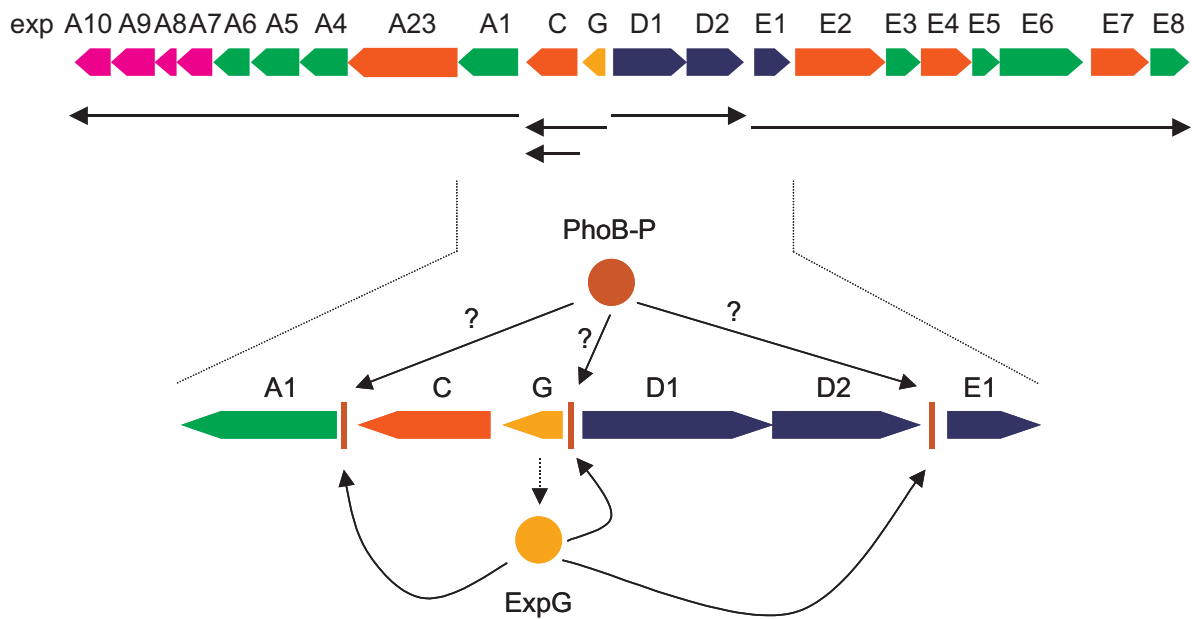 exp A10 A9 A8 A7 A6 A5 A4 A23 A1 C G D1 D2 E1 E2 E3 E4 E5 E6 E7 E8
PhoB-P
? ? ?
A1 C G D1 D2 E1
ExpG